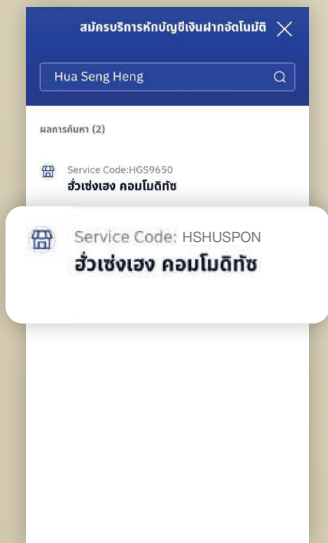 สมัครบริการหักบัญชีเงินฝากอัตโนมัติ
Hua Seng Heng
ผลการค้นหา (2)
Service Code:HGS9650
ฮั่วเซ่งเฮง คอมโมดิทัซ
Service Code: HSHUSPON
ฮั่วเซ่งเฮง คอมโมดิทัซ